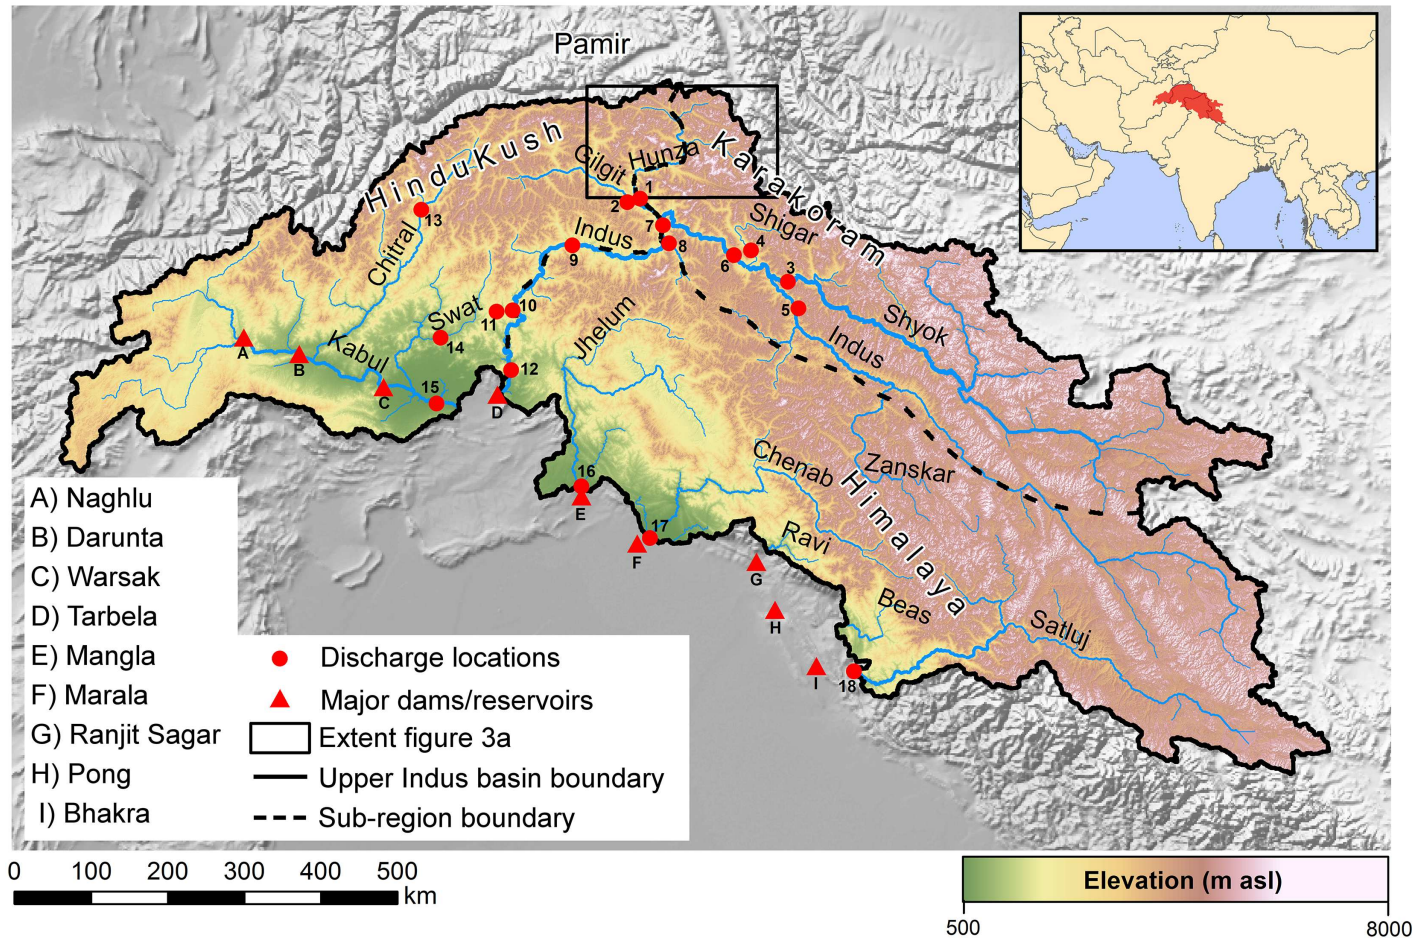 Pamir
HinduKush
Karakoram
Gilgit
Hunza
1
2
13
Chitral
Indus
7
8
9
Shigar
4
6
3
5
Shyok
Indus
10
11
Swat
14
Jhelum
12
Kabul
A
B
C
15
D
Chenab
Zanskar
Himalaya
16
E
17
F
Ravi
G
Beas
H
Satluj
I
18
A) Naghlu
B) Darunta
C) Warsak
D) Tarbela
E) Mangla
F) Marala
G) Ranjit Sagar
H) Pong
I) Bhakra
Discharge locations
Major dams/reservoirs
Extent figure 3a
Upper Indus basin boundary
Sub-region boundary
0 100 200 300 400 500
km
Elevation (m asl)
500 8000